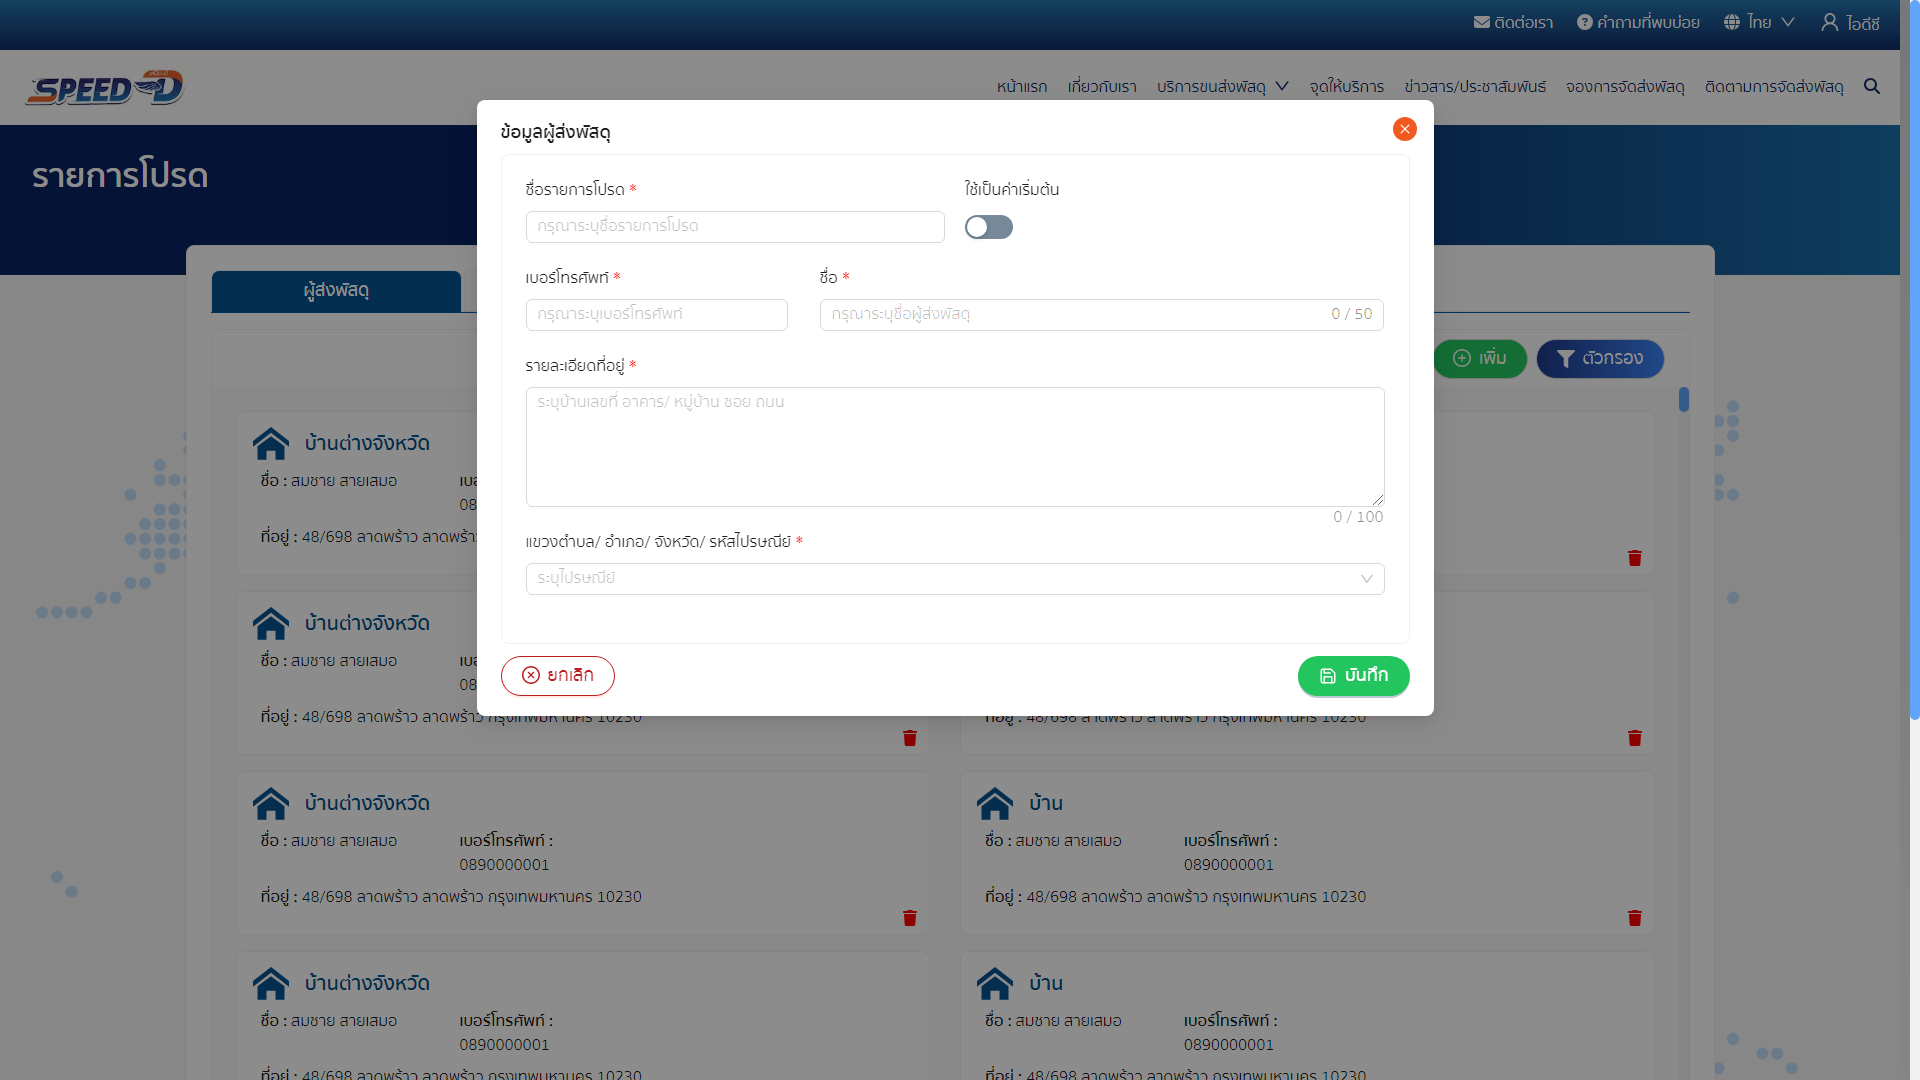 ติดต่อเรา คำถามที่พบบ่อย ไทย ไอดีซี
SPEED-D
หน้าแรก เกี่ยวกับเรา บริการขนส่งพัสดุ จุดให้บริการ ข่าวสาร/ประชาสัมพันธ์ จองการจัดส่งพัสดุ ติดตามการจัดส่งพัสดุ
รายการโปรด
ข้อมูลผู้ส่งพัสดุ
ชื่อรายการโปรด *
ใช้เป็นค่าเริ่มต้น
กรุณาระบุชื่อรายการโปรด
เบอร์โทรศัพท์ *
ชื่อ *
กรุณาระบุเบอร์โทรศัพท์
กรุณาระบุชื่อผู้ส่งพัสดุ
0 / 50
รายละเอียดที่อยู่ *
ระบุบ้านเลขที่ อาคาร/ หมู่บ้าน ซอย ถนน
0 / 100
แขวงตำบล/ อำเภอ/ จังหวัด/ รหัสไปรษณีย์ *
ระบุไปรษณีย์
ยกเลิก
บันทึก
ผู้ส่งพัสดุ
เพิ่ม
ตัวกรอง
บ้านต่างจังหวัด
ชื่อ : สมชาย สายเสมอ
08
ที่อยู่ : 48/698 ลาดพร้าว
บ้านต่างจังหวัด
ชื่อ : สมชาย สายเสมอ
08
ที่อยู่ : 48/698 ลาดพร้าว ลาดพร้าว กรุงเทพมหานคร 10230
ที่อยู่ : 48/698 ลาดพร้าว ลาดพร้าว กรุงเทพมหานคร 10230
บ้านต่างจังหวัด
ชื่อ : สมชาย สายเสมอ เบอร์โทรศัพท์ :
0890000001
ที่อยู่ : 48/698 ลาดพร้าว ลาดพร้าว กรุงเทพมหานคร 10230
บ้าน
ชื่อ : สมชาย สายเสมอ เบอร์โทรศัพท์ :
0890000001
ที่อยู่ : 48/698 ลาดพร้าว ลาดพร้าว กรุงเทพมหานคร 10230
บ้านต่างจังหวัด
ชื่อ : สมชาย สายเสมอ เบอร์โทรศัพท์ :
0890000001
ที่อยู่ : 48/698 ลาดพร้าว ลาดพร้าว กรุงเทพมหานคร 10230
บ้าน
ชื่อ : สมชาย สายเสมอ เบอร์โทรศัพท์ :
0890000001
ที่อยู่ : 48/698 ลาดพร้าว ลาดพร้าว กรุงเทพมหานคร 10230